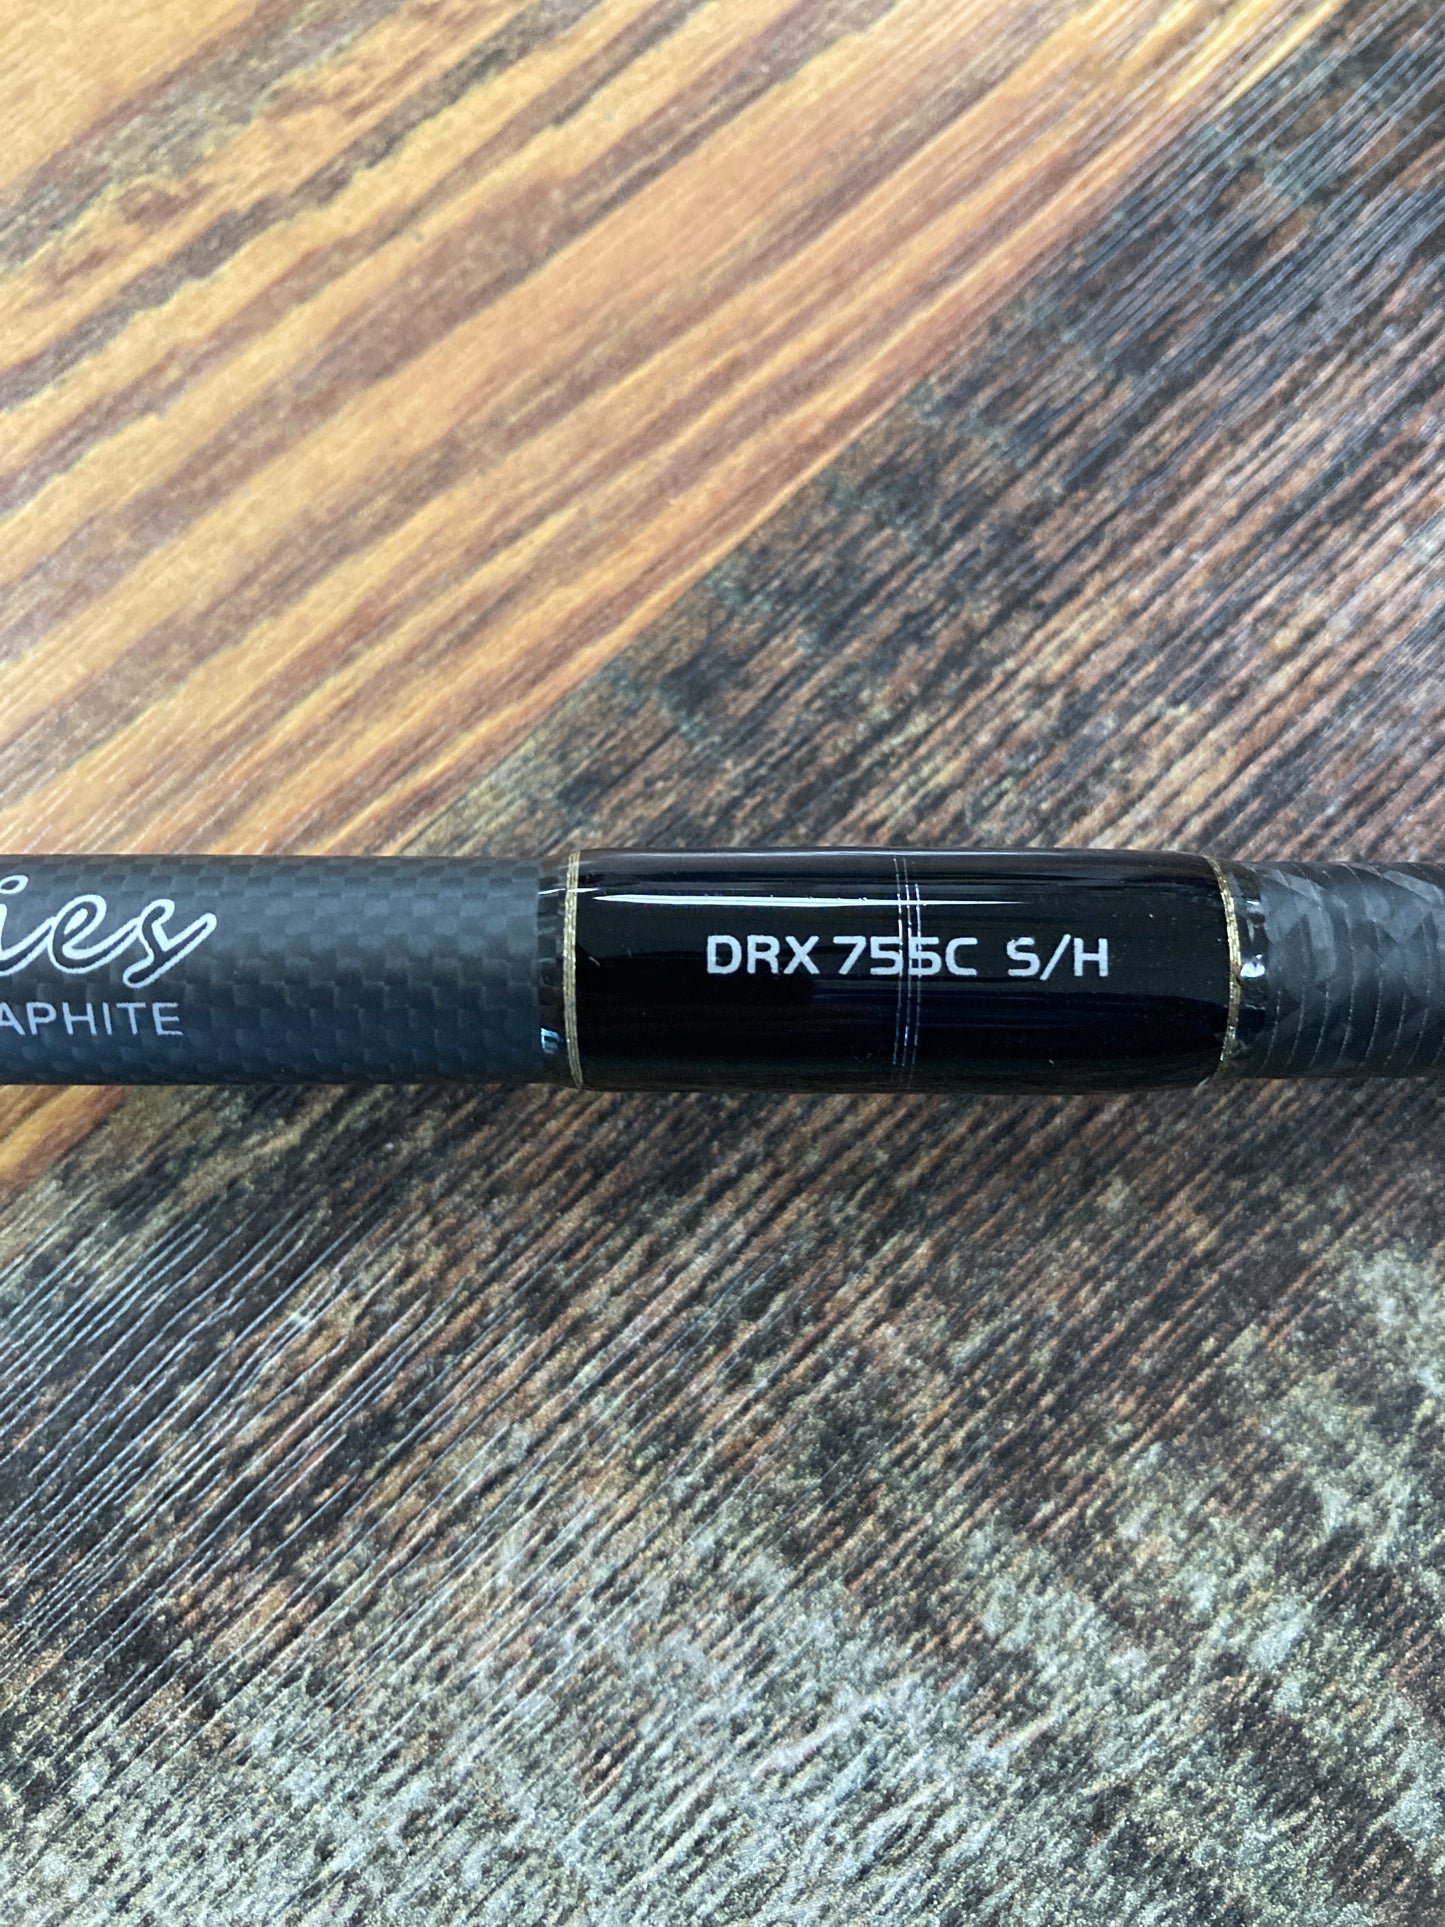 ies
APHITE
DRX 755C S/H